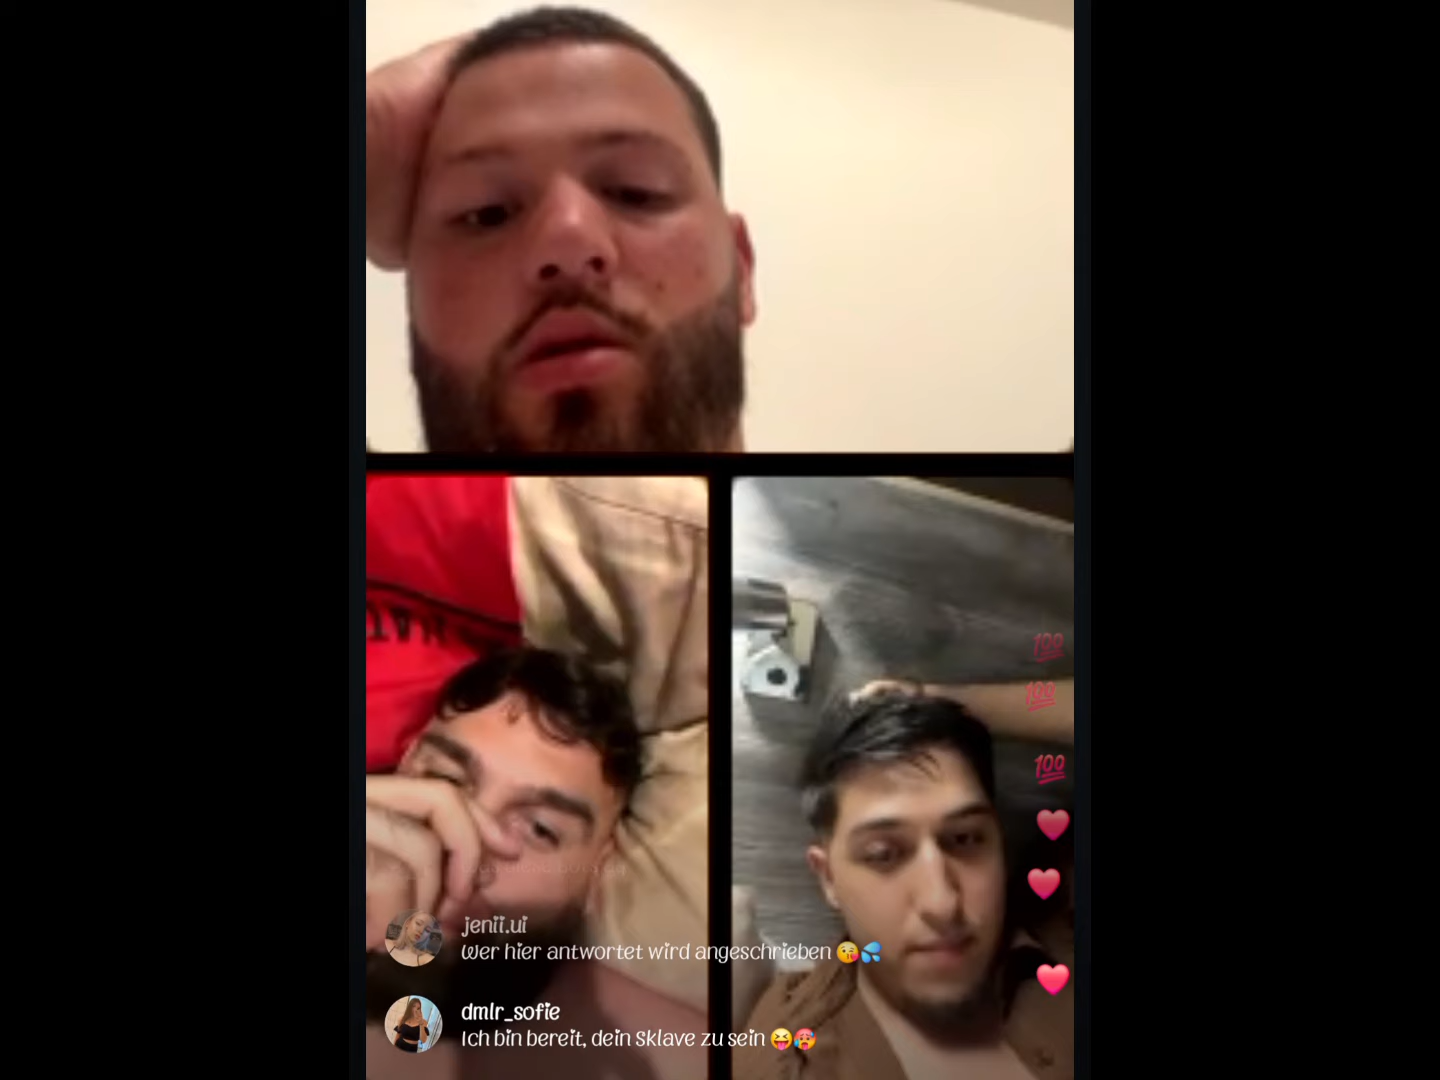 jenii.ui
Wer hier antwortet wird angeschrieben 😘💦
dmlr_sofie
Ich bin bereit, dein Sklave zu sein 😝🥵
💯
💯
💯